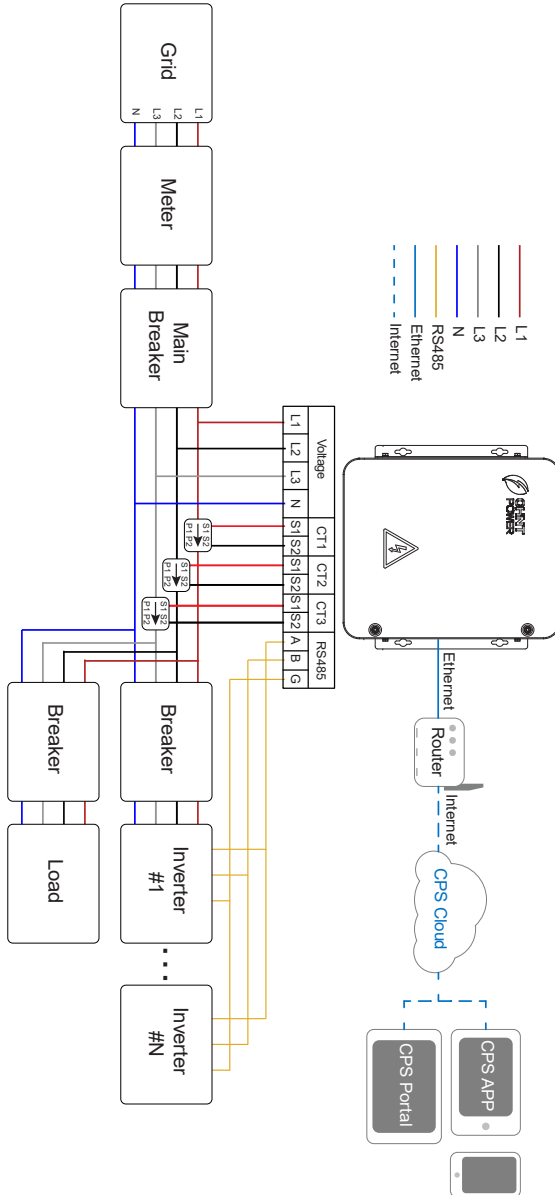 Grid
L1
L2
L3
N
Meter
Main
Breaker
L1
L2
L3
N
RS485
Ethernet
Internet
Voltage
CT1
CT2
CT3
RS485
L1
L2
L3
N
S1
S2
S1
S2
S1
S2
A
B
G
S1 S2
P1 P2
S1 S2
P1 P2
S1 S2
P1 P2
CHINT
POWER
Ethernet
Router
Internet
CPS Cloud
CPS APP
CPS Portal
Breaker
Breaker
Load
Inverter
#1
Inverter
#N